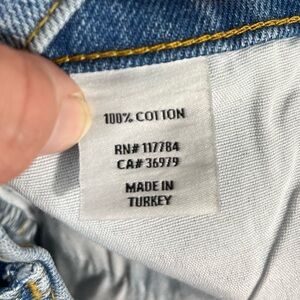 100% COTTON
RN# 117784
CA# 36979
MADE IN
TURKEY